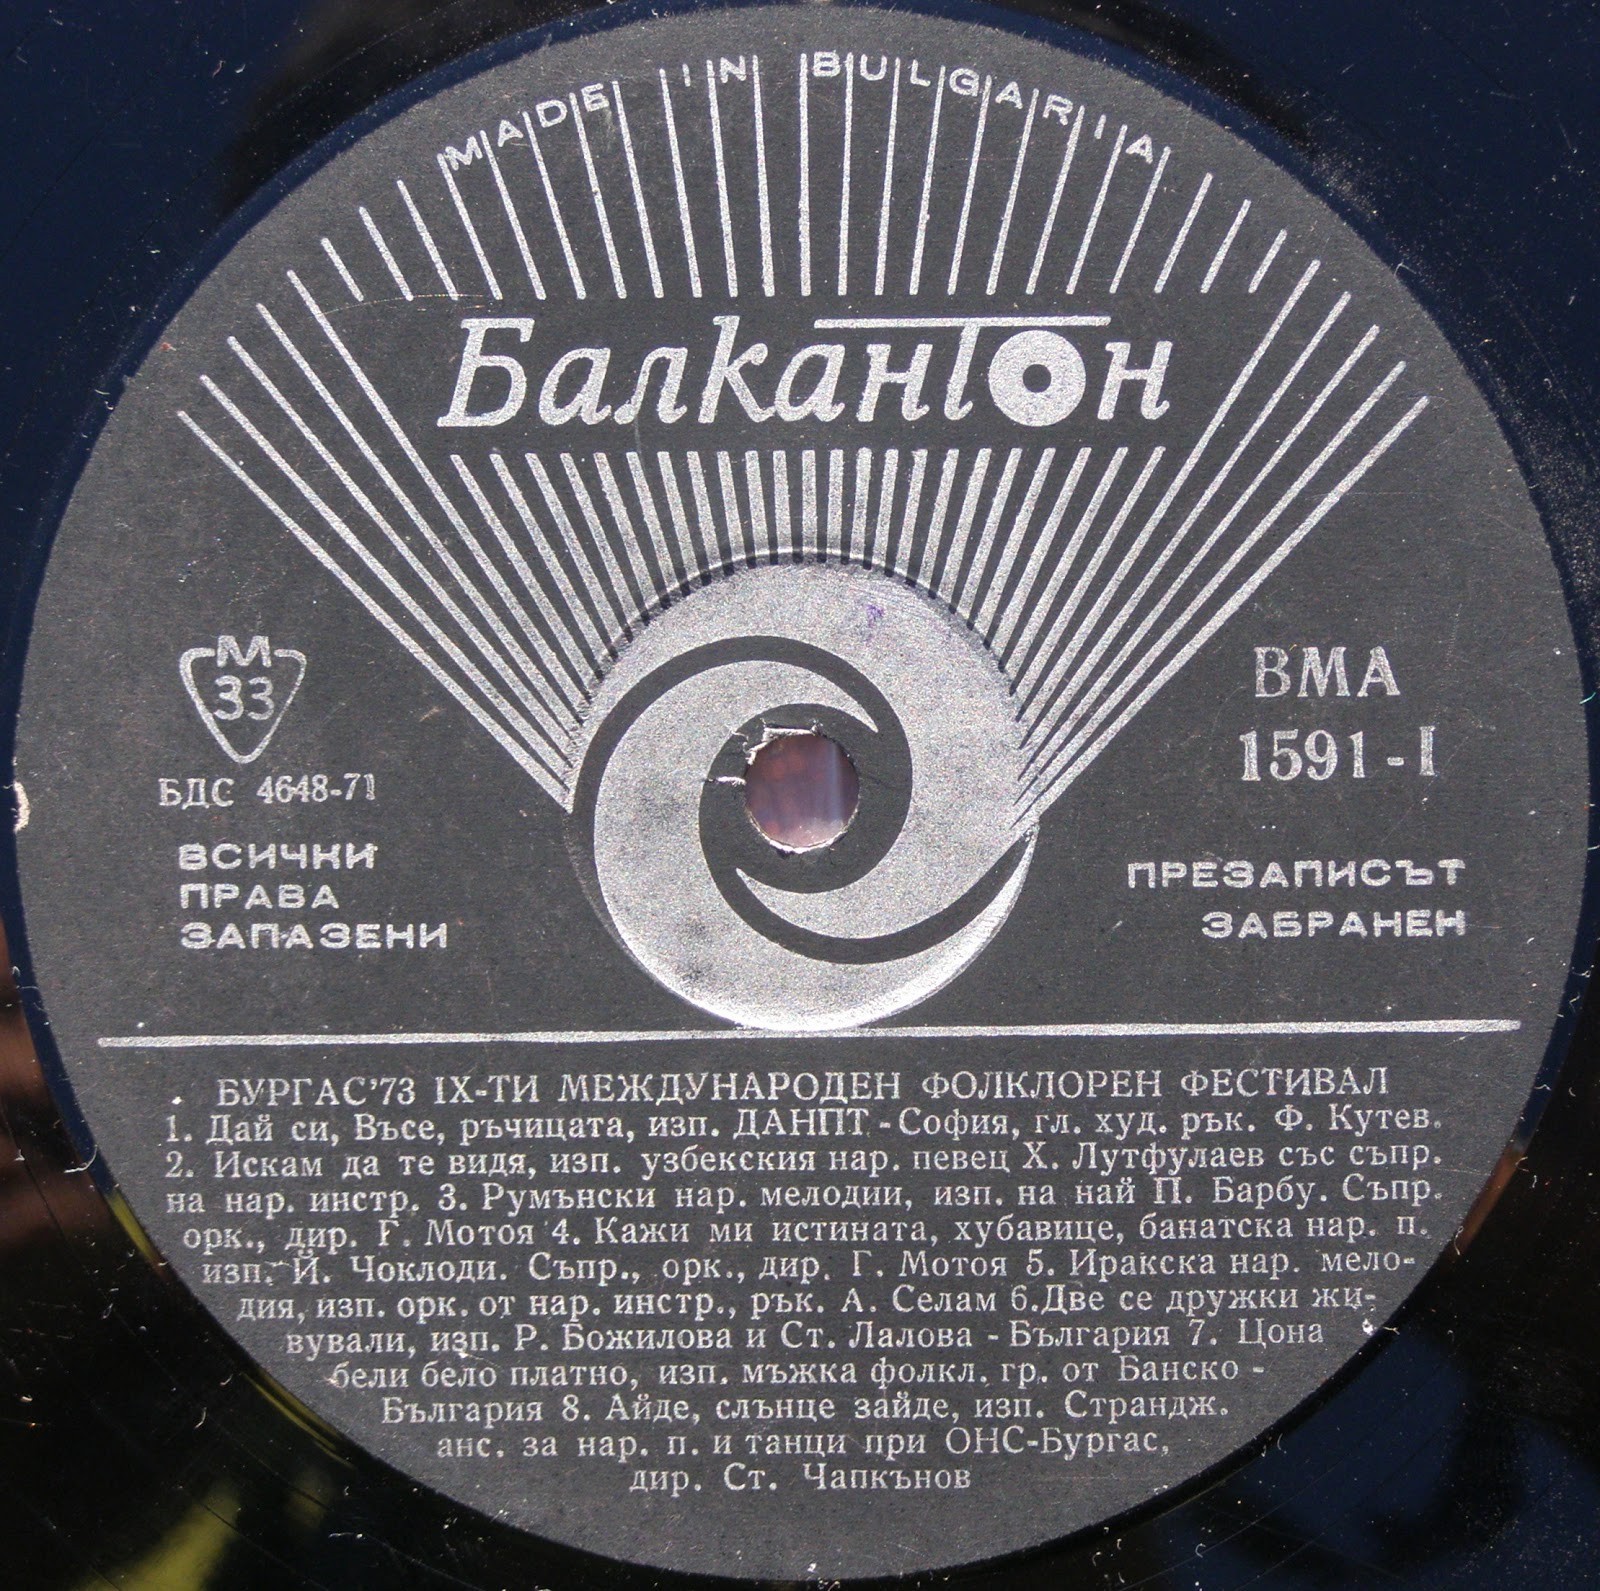 MADE IN BULGARIA
Балкантон
М
33
БДС 4648-71
ВСИЧКИ
ПРАВА
ЗАПАЗЕНИ
ВМА
1591-I
ПРЕЗАПИСЪТ
ЗАБРАНЕН
БУРГАС'73 IX-ТИ МЕЖДУНАРОДЕН ФОЛКЛОРЕН ФЕСТИВАЛ
1. Дай си, Въсе, ръчицата, изп. ДАНПТ - София, гл. худ. рък. Ф. Кутев.
2. Искам да те видя, изп. узбекския нар. певец Х. Лутфулаев със съпр.
на нар. инстр. 3. Румънски нар. мелодии, изп. на най П. Барбу. Съпр.
орк., дир. Г. Мотоя 4. Кажи ми истината, хубавице, банатска нар. п.
изп. Й. Чоклоди. Съпр., орк., дир. Г. Мотоя 5. Иракска нар. мело-
дия, изп. орк. от нар. инстр., рък. А. Селам 6.Две се дружки жи-
вували, изп. Р. Божилова и Ст. Лалова - България 7. Цона
бели бело платно, изп. мъжка фолкл. гр. от Банско -
България 8. Айде, слънце зайде, изп. Странdж.
анс. за нар. п. и танци при ОНС-Бургас,
дир. Ст. Чапкънов